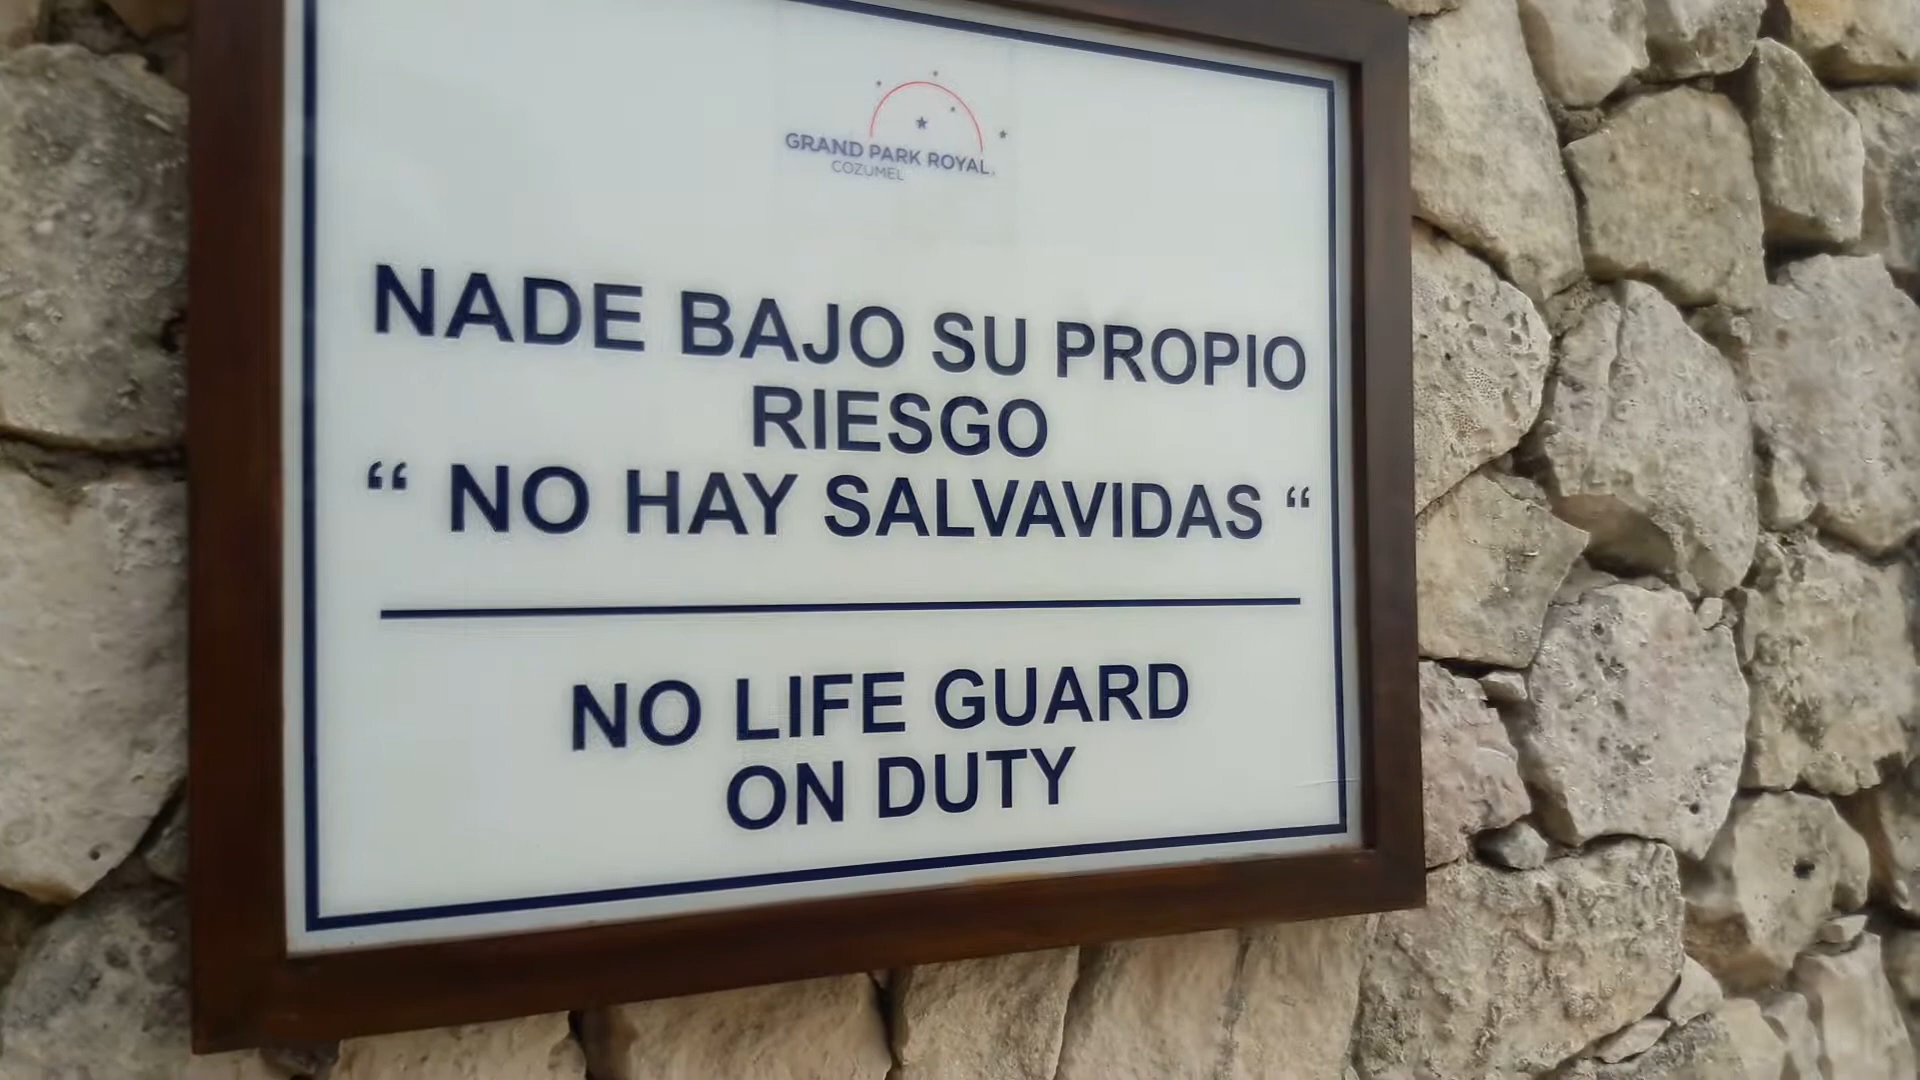 GRAND PARK ROYAL.
COZUMEL
NADE BAJO SU PROPIO
RIESGO
“ NO HAY SALVAVIDAS “
NO LIFE GUARD
ON DUTY